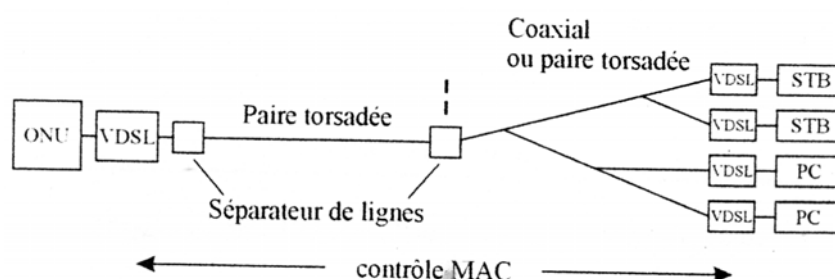 Coaxial
ou paire torsadée
Paire torsadée
ONU
VDSL
VDSL
STB
VDSL
STB
VDSL
PC
VDSL
PC
Séparateur de lignes
contrôle MAC